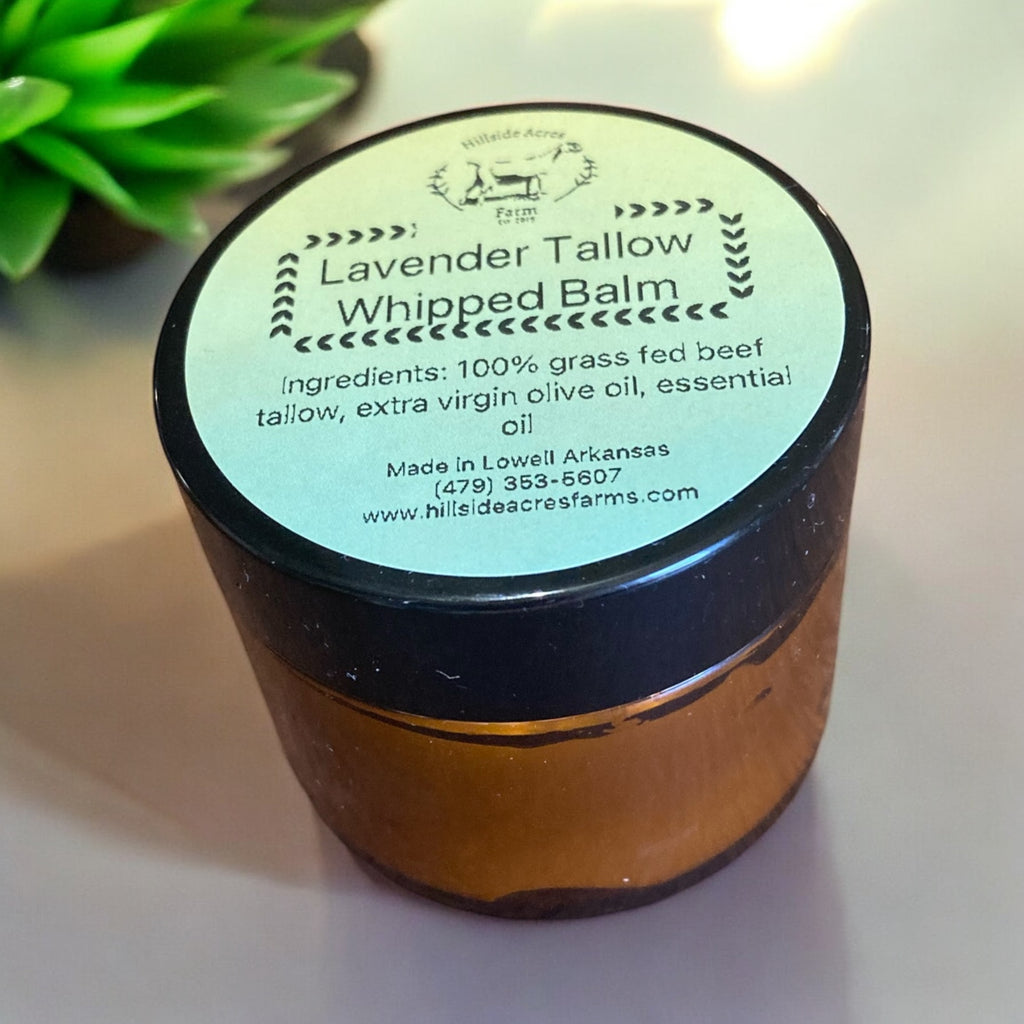 Hillside Acres
Farm
Lavender Tallow
Whipped Balm
Ingredients: 100% grass fed beef
tallow, extra virgin olive oil, essential
oil
Made in Lowell Arkansas
(479) 353-5607
www.hillsideacresfarms.com